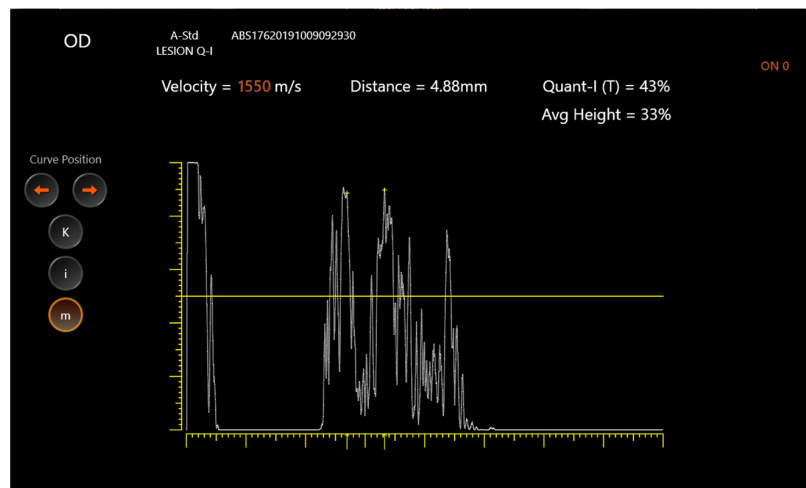 OD
A-Std ABS17620191009092930
LESION Q-I
ON 0
Velocity = 1550 m/s Distance = 4.88mm Quant-I (T) = 43%
Avg Height = 33%
Curve Position
K
i
m